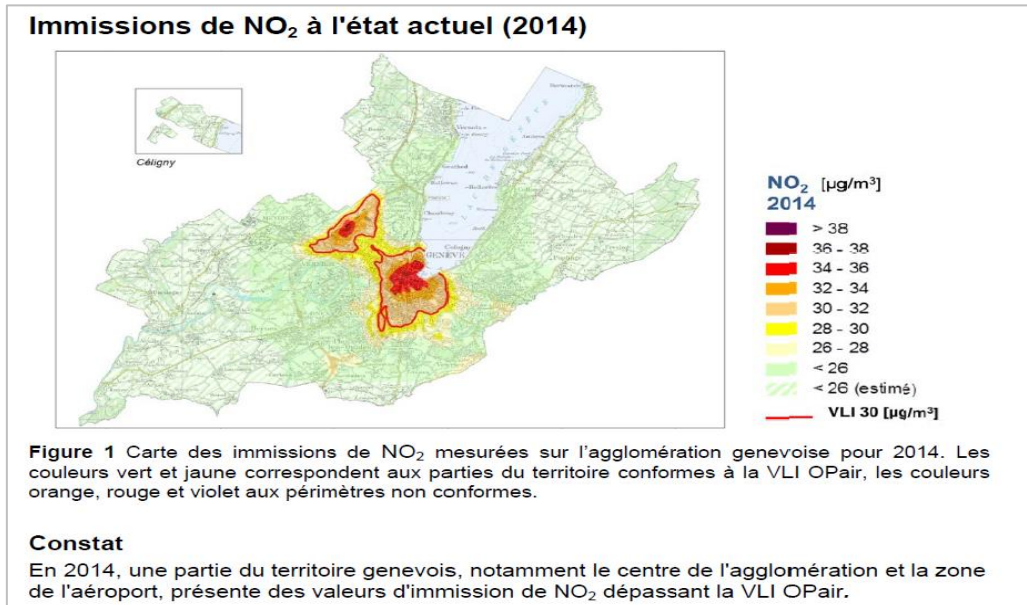 Immissions de NO₂ à l'état actuel (2014)
Céligny
GENÈVE
NO₂ [µg/m³]
2014
> 38
36 - 38
34 - 36
32 - 34
30 - 32
28 - 30
26 - 28
< 26
< 26 (estimé)
VLI 30 [µg/m³]
Figure 1 Carte des immissions de NO₂ mesurées sur l'agglomération genevoise pour 2014. Les
couleurs vert et jaune correspondent aux parties du territoire conformes à la VLI OPair, les couleurs
orange, rouge et violet aux périmètres non conformes.
Constat
En 2014, une partie du territoire genevois, notamment le centre de l'agglomération et la zone
de l'aéroport, présente des valeurs d'immission de NO₂ dépassant la VLI OPair.